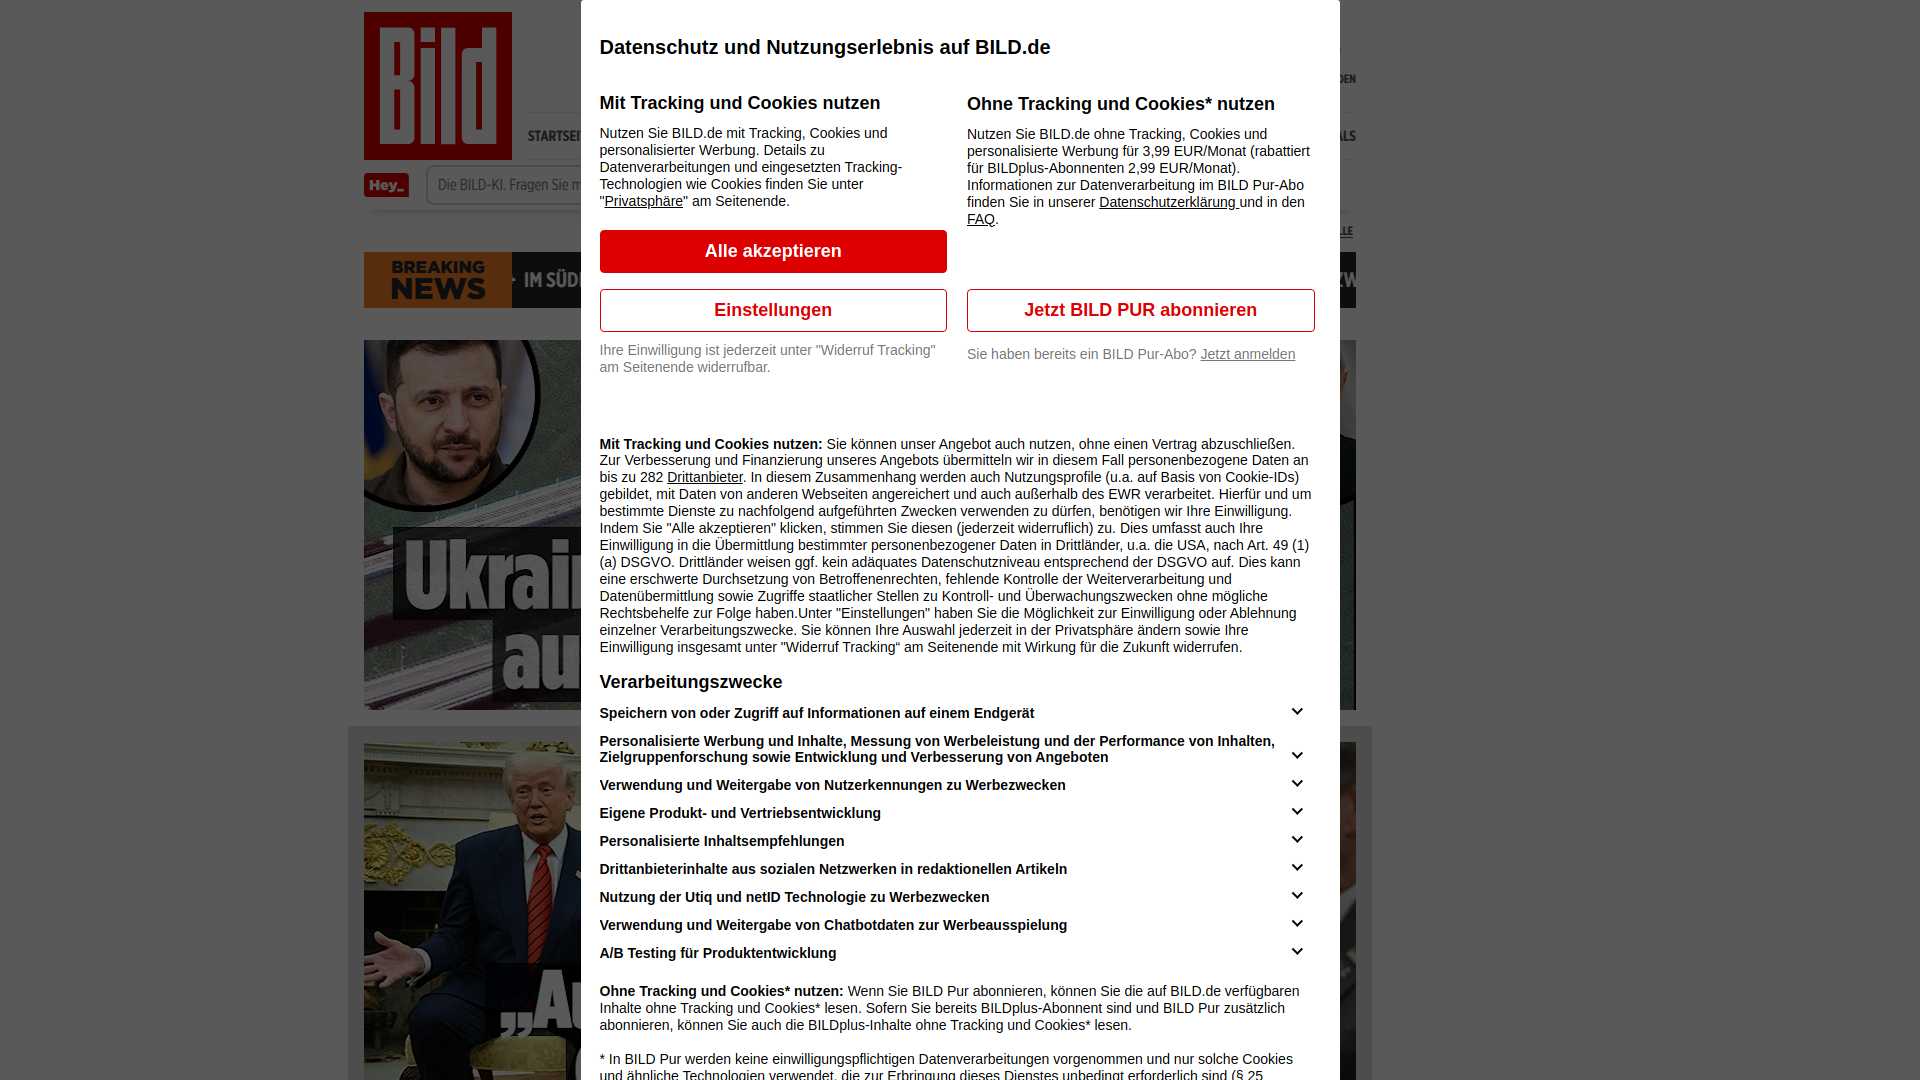 Bild
Datenschutz und Nutzungserlebnis auf BILD.de
Mit Tracking und Cookies nutzen
Nutzen Sie BILD.de mit Tracking, Cookies und
personalisierter Werbung. Details zu
Datenverarbeitungen und eingesetzten Tracking-
Technologien wie Cookies finden Sie unter
"Privatsphäre" am Seitenende.
Alle akzeptieren
Einstellungen
Ihre Einwilligung ist jederzeit unter "Widerruf Tracking"
am Seitenende widerrufbar.
Ohne Tracking und Cookies* nutzen
Nutzen Sie BILD.de ohne Tracking, Cookies und
personalisierte Werbung für 3,99 EUR/Monat (rabattiert
für BILDplus-Abonnenten 2,99 EUR/Monat).
Informationen zur Datenverarbeitung im BILD Pur-Abo
finden Sie in unserer Datenschutzerklärung und in den
FAQ.
Jetzt BILD PUR abonnieren
Sie haben bereits ein BILD Pur-Abo? Jetzt anmelden
Mit Tracking und Cookies nutzen: Sie können unser Angebot auch nutzen, ohne einen Vertrag abzuschließen.
Zur Verbesserung und Finanzierung unseres Angebots übermitteln wir in diesem Fall personenbezogene Daten an
bis zu 282 Drittanbieter. In diesem Zusammenhang werden auch Nutzungsprofile (u.a. auf Basis von Cookie-IDs)
gebildet, mit Daten von anderen Webseiten angereichert und auch außerhalb des EWR verarbeitet. Hierfür und um
bestimmte Dienste zu nachfolgend aufgeführten Zwecken verwenden zu dürfen, benötigen wir Ihre Einwilligung.
Indem Sie "Alle akzeptieren" klicken, stimmen Sie diesen (jederzeit widerruflich) zu. Dies umfasst auch Ihre
Einwilligung in die Übermittlung bestimmter personenbezogener Daten in Drittländer, u.a. die USA, nach Art. 49 (1)
(a) DSGVO. Drittländer weisen ggf. kein adäquates Datenschutzniveau entsprechend der DSGVO auf. Dies kann
eine erschwerte Durchsetzung von Betroffenenrechten, fehlende Kontrolle der Weiterverarbeitung und
Datenübermittlung sowie Zugriffe staatlicher Stellen zu Kontroll- und Überwachungszwecken ohne mögliche
Rechtsbehelfe zur Folge haben.Unter "Einstellungen" haben Sie die Möglichkeit zur Einwilligung oder Ablehnung
einzelner Verarbeitungszwecke. Sie können Ihre Auswahl jederzeit in der Privatsphäre ändern sowie Ihre
Einwilligung insgesamt unter "Widerruf Tracking“ am Seitenende mit Wirkung für die Zukunft widerrufen.
Verarbeitungszwecke
Speichern von oder Zugriff auf Informationen auf einem Endgerät
Personalisierte Werbung und Inhalte, Messung von Werbeleistung und der Performance von Inhalten,
Zielgruppenforschung sowie Entwicklung und Verbesserung von Angeboten
Verwendung und Weitergabe von Nutzerkennungen zu Werbezwecken
Eigene Produkt- und Vertriebsentwicklung
Personalisierte Inhaltsempfehlungen
Drittanbieterinhalte aus sozialen Netzwerken in redaktionellen Artikeln
Nutzung der Utiq und netID Technologie zu Werbezwecken
Verwendung und Weitergabe von Chatbotdaten zur Werbeausspielung
A/B Testing für Produktentwicklung
Ohne Tracking und Cookies* nutzen: Wenn Sie BILD Pur abonnieren, können Sie die auf BILD.de verfügbaren
Inhalte ohne Tracking und Cookies* lesen. Sofern Sie bereits BILDplus-Abonnent sind und BILD Pur zusätzlich
abonnieren, können Sie auch die BILDplus-Inhalte ohne Tracking und Cookies* lesen.
* In BILD Pur werden keine einwilligungspflichtigen Datenverarbeitungen vorgenommen und nur solche Cookies
und ähnliche Technologien verwendet, die zur Erbringung dieses Dienstes unbedingt erforderlich sind (§ 25
STARTSEI
Hey_
Die BILD-KI. Fragen Sie m
BREAKING
NEWS
IM SÜD
Ukrain
au
„Au